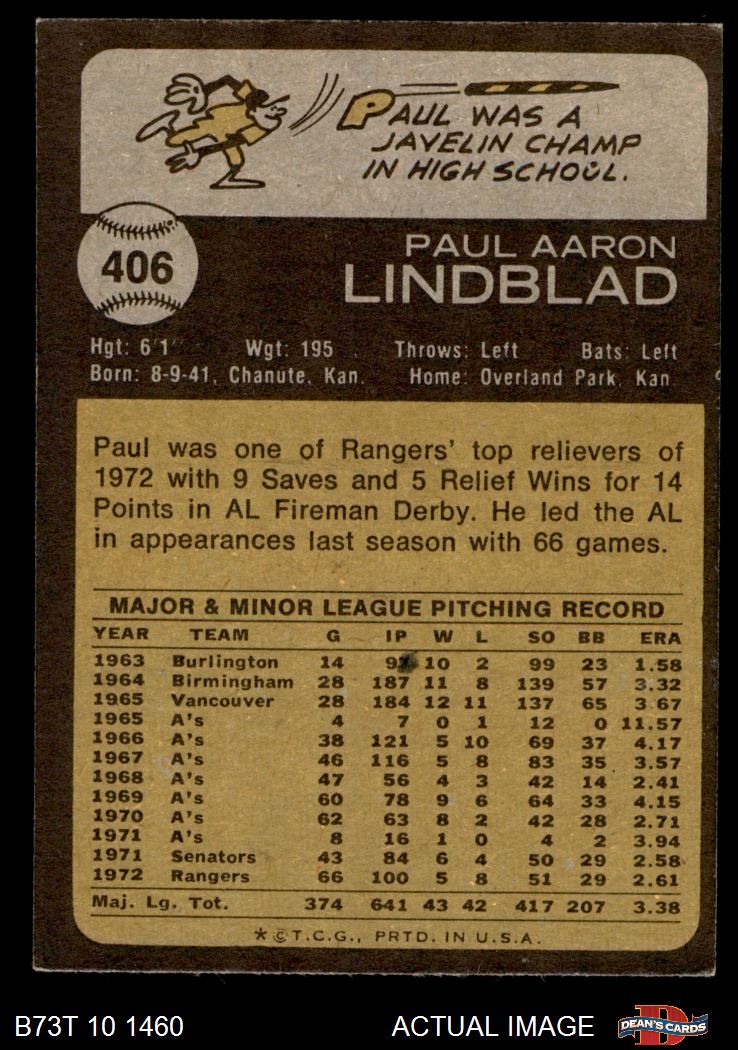 PAUL WAS A
JAVELIN CHAMP
IN HIGH SCHOOL.
406
PAUL AARON
LINDBLAD
Hgt: 6'1" Wgt: 195 Throws: Left Bats: Left
Born: 8-9-41, Chanute, Kan. Home: Overland Park, Kan
Paul was one of Rangers' top relievers of
1972 with 9 Saves and 5 Relief Wins for 14
Points in AL Fireman Derby. He led the AL
in appearances last season with 66 games.
MAJOR & MINOR LEAGUE PITCHING RECORD
YEAR TEAM G IP W L SO BB ERA
1963 Burlington 14 10 2 99 23 1.58
1964 Birmingham 28 187 11 8 139 57 3.32
1965 Vancouver 28 184 12 11 137 65 3.67
1965 A's 4 7 0 1 12 0 11.57
1966 A's 38 121 5 10 69 37 4.17
1967 A's 46 116 5 8 83 35 3.57
1968 A's 47 56 4 3 42 14 2.41
1969 A's 60 78 9 6 64 33 4.15
1970 A's 62 63 8 2 42 28 2.71
1971 A's 8 16 1 0 4 2 3.94
1971 Senators 43 84 6 4 50 29 2.58
1972 Rangers 66 100 5 8 51 29 2.61
Maj. Lg. Tot. 374 641 43 42 417 207 3.38
*©T.C.G., PRTD. IN U.S.A.
B73T 10 1460 ACTUAL IMAGE D DEAN'S CARDS